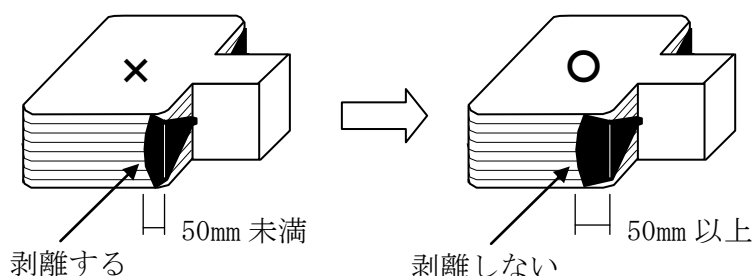 ×
○
50mm 未満
50mm 以上
剥離する
剥離しない